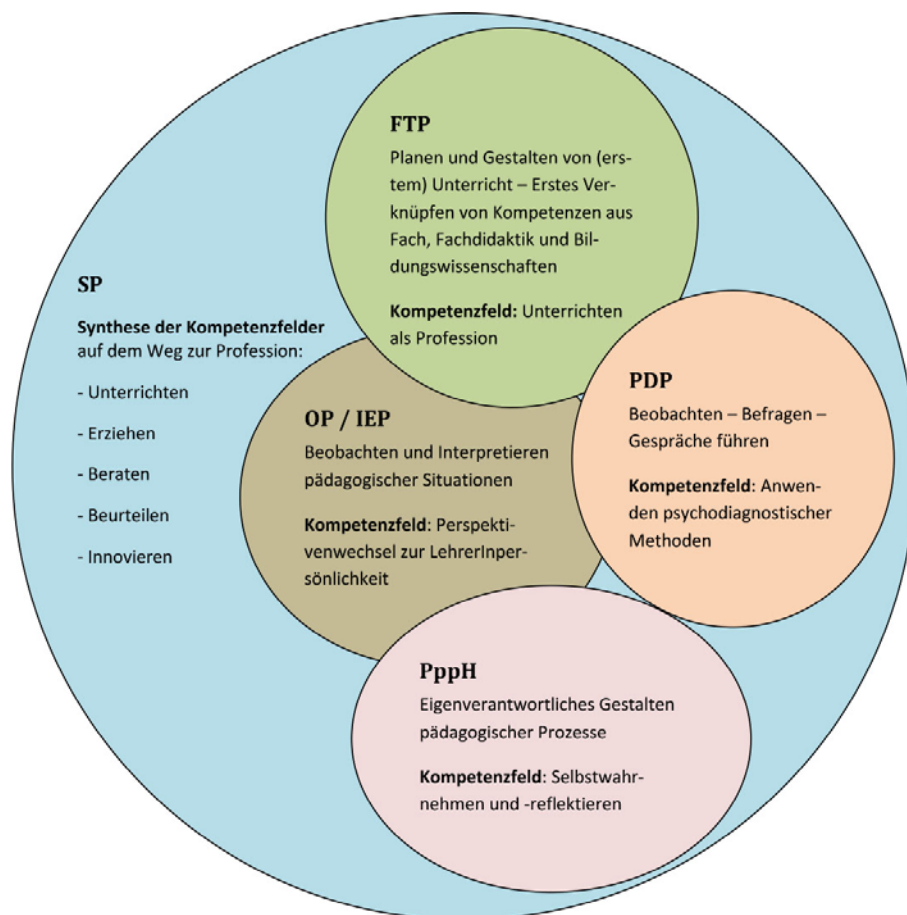 FTP
Planen und Gestalten von (ers-
tem) Unterricht – Erstes Ver-
knüpfen von Kompetenzen aus
Fach, Fachdidaktik und Bil-
dungswissenschaften
Kompetenzfeld: Unterrichten
als Profession
SP
Synthese der Kompetenzfelder
auf dem Weg zur Profession:
- Unterrichten
- Erziehen
- Beraten
- Beurteilen
- Innovieren
OP / IEP
Beobachten und Interpretieren
pädagogischer Situationen
Kompetenzfeld: Perspekti-
venwechsel zur LehrerInper-
sönlichkeit
PDP
Beobachten – Befragen –
Gespräche führen
Kompetenzfeld: Anwen-
den psychodiagnostischer
Methoden
PppH
Eigenverantwortliches Gestalten
pädagogischer Prozesse
Kompetenzfeld: Selbstwahr-
nehmen und -reflektieren